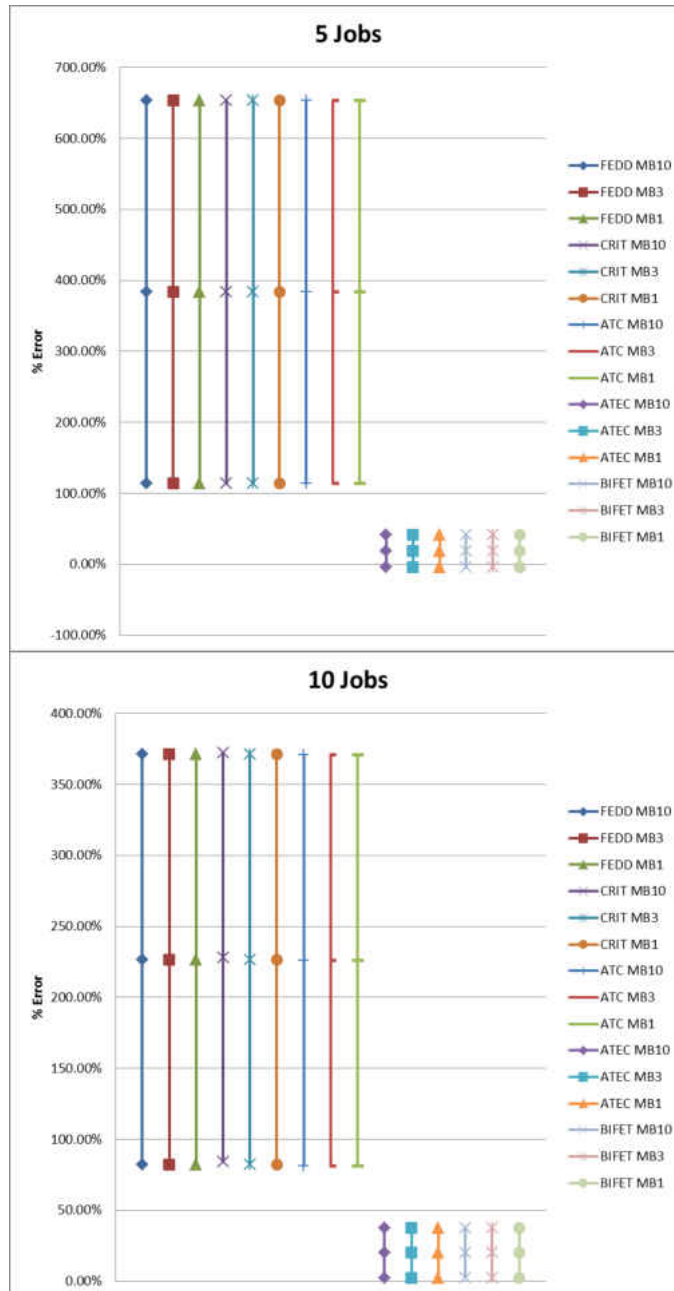 5 Jobs
700.00%
600.00%
500.00%
400.00%
300.00%
200.00%
100.00%
0.00%
-100.00%
% Error
FEDD MB10
FEDD MB3
FEDD MB1
CRIT MB10
CRIT MB3
CRIT MB1
ATC MB10
ATC MB3
ATC MB1
ATEC MB10
ATEC MB3
ATEC MB1
BIFET MB10
BIFET MB3
BIFET MB1
10 Jobs
400.00%
350.00%
300.00%
250.00%
200.00%
150.00%
100.00%
50.00%
0.00%
% Error
FEDD MB10
FEDD MB3
FEDD MB1
CRIT MB10
CRIT MB3
CRIT MB1
ATC MB10
ATC MB3
ATC MB1
ATEC MB10
ATEC MB3
ATEC MB1
BIFET MB10
BIFET MB3
BIFET MB1